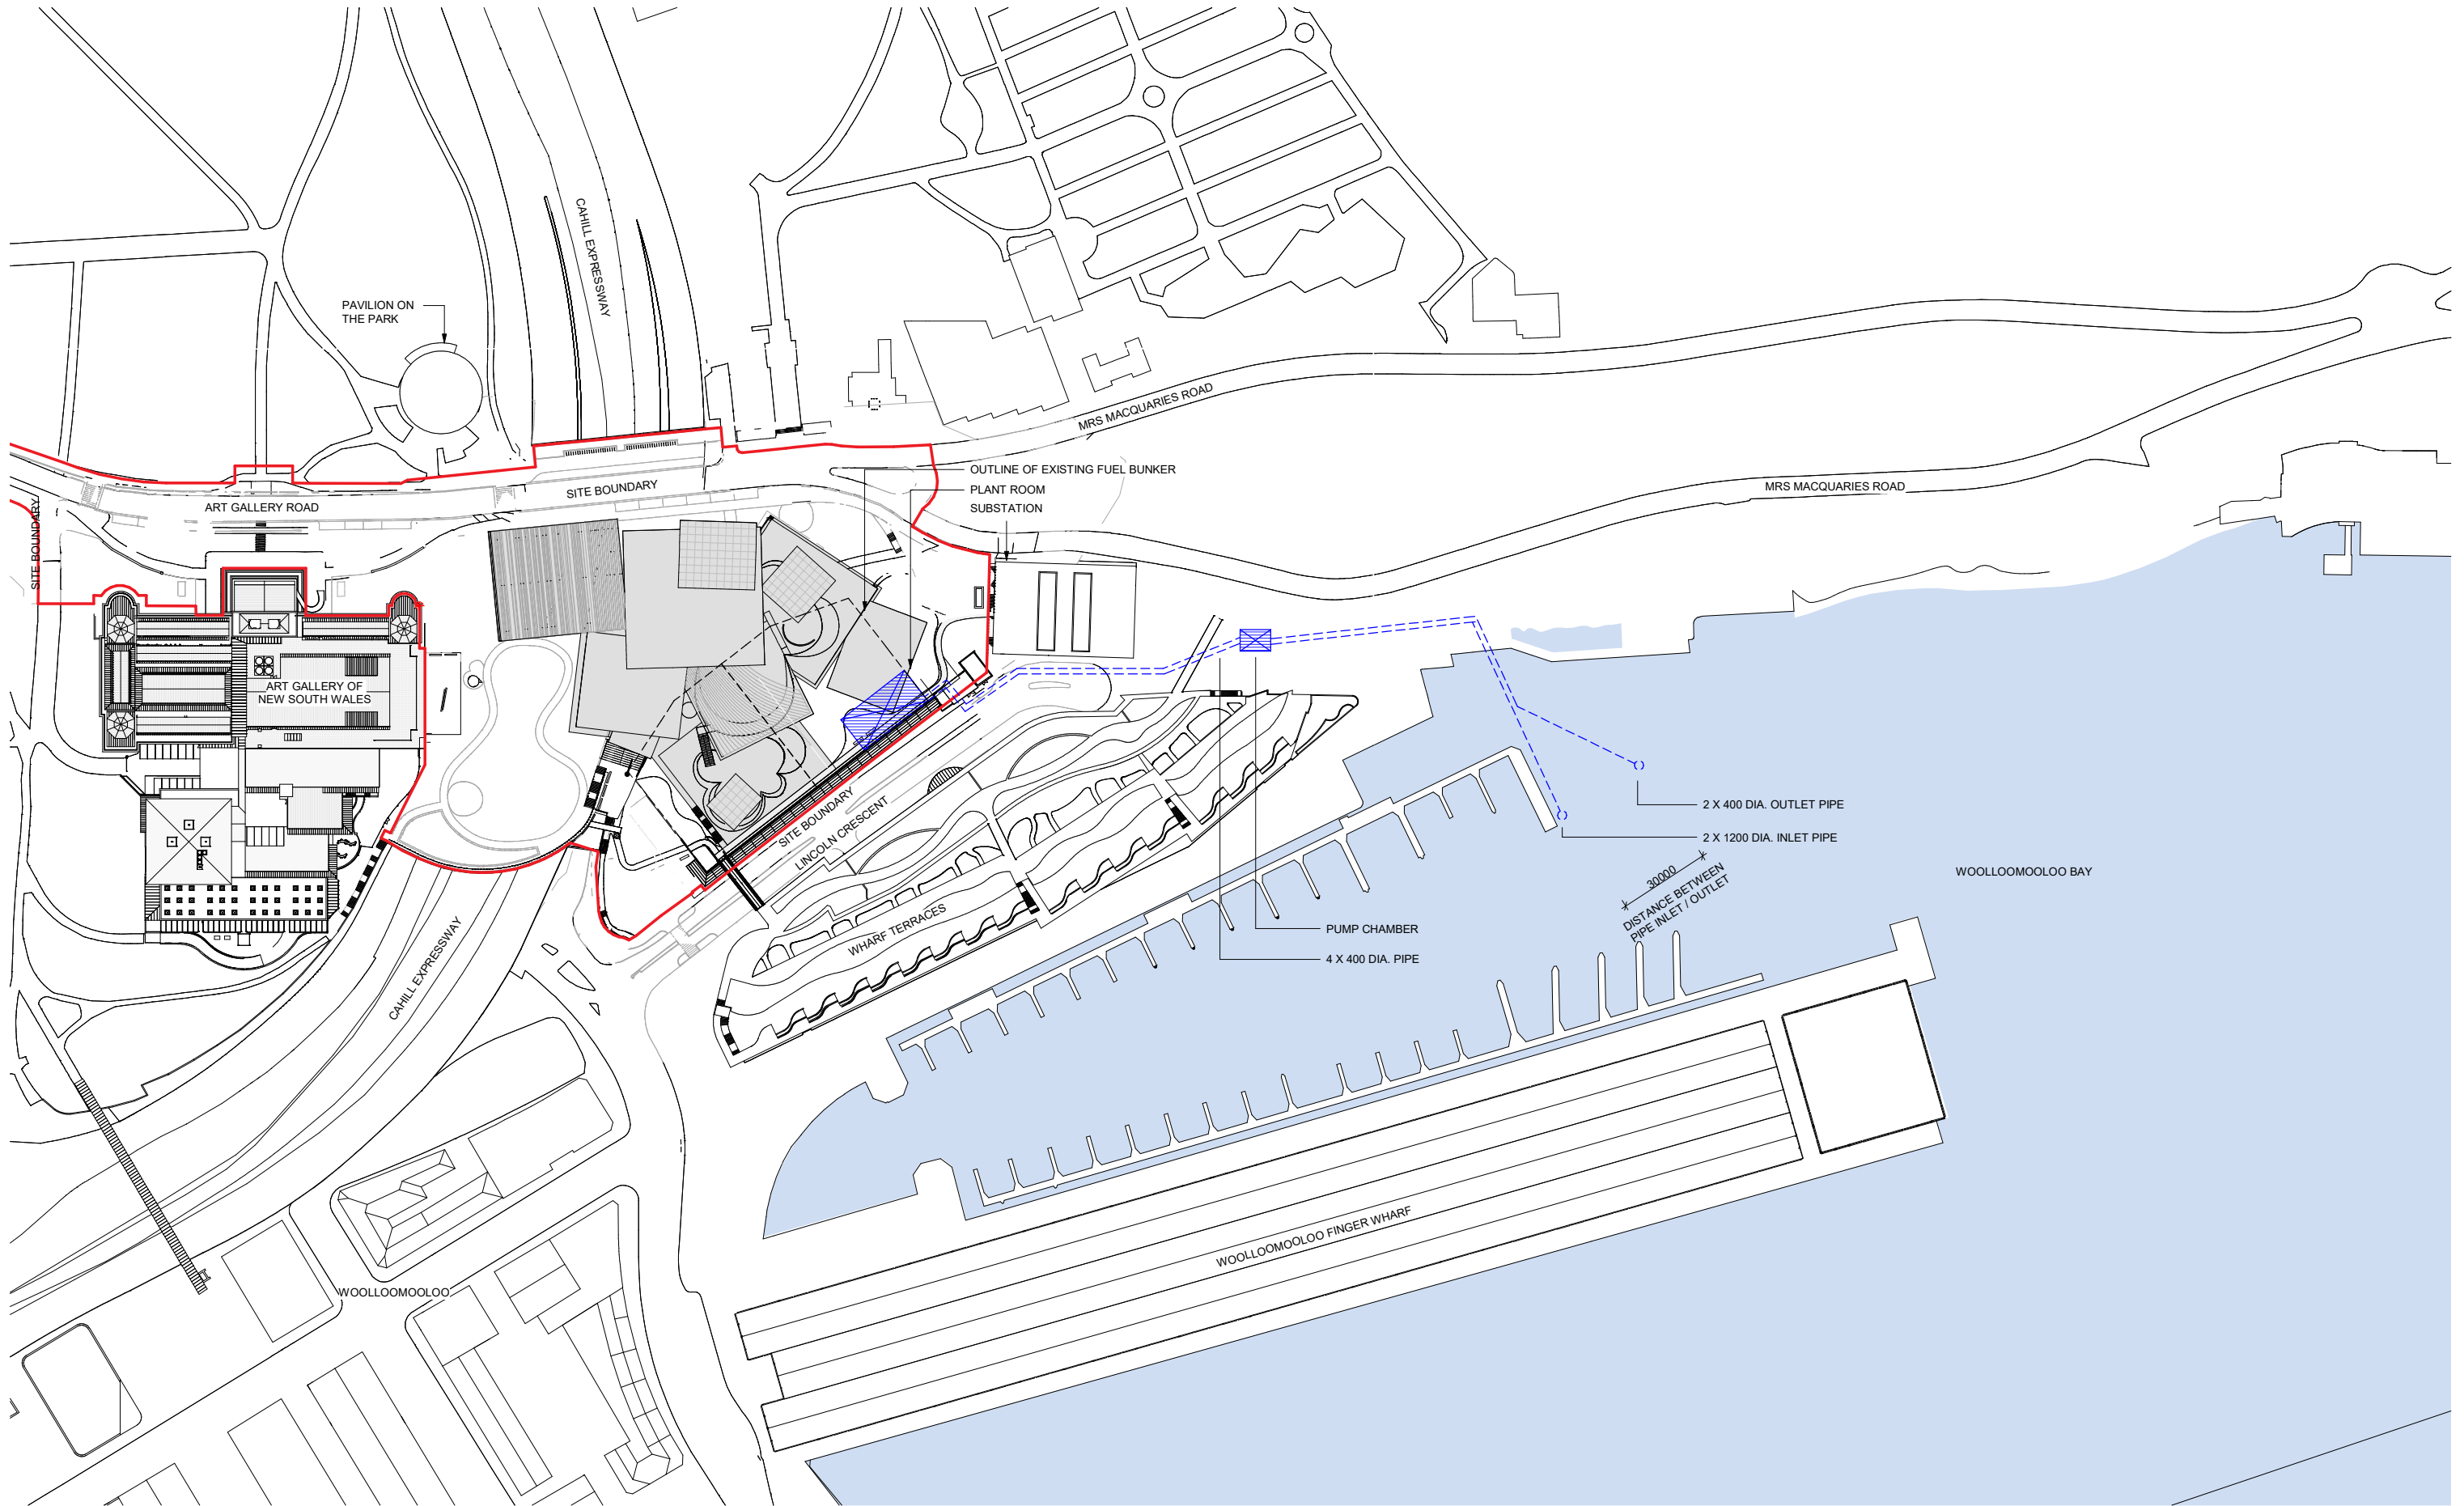 CAHILL EXPRESSWAY
PAVILION ON
THE PARK
MRS MACQUARIES ROAD
OUTLINE OF EXISTING FUEL BUNKER
PLANT ROOM
SUBSTATION
SITE BOUNDARY
MRS MACQUARIES ROAD
ART GALLERY ROAD
SITE BOUNDARY
ART GALLERY OF
NEW SOUTH WALES
SITE BOUNDARY
LINCOLN CRESCENT
2 X 400 DIA. OUTLET PIPE
2 X 1200 DIA. INLET PIPE
30000
DISTANCE BETWEEN
PIPE INLET / OUTLET
WOOLLOOMOOLOO BAY
WHARF TERRACES
PUMP CHAMBER
4 X 400 DIA. PIPE
CAHILL EXPRESSWAY
WOOLLOOMOOLOO FINGER WHARF
WOOLLOOMOOLOO